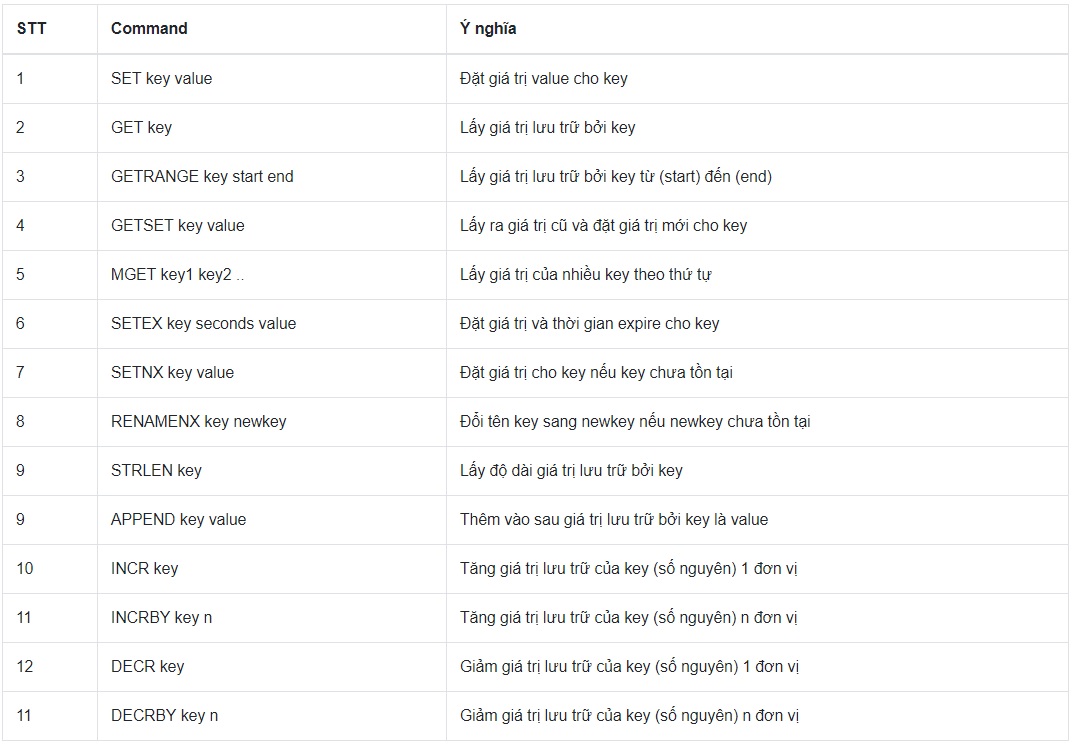 STT Command Ý nghĩa
1 SET key value Đặt giá trị value cho key
2 GET key Lấy giá trị lưu trữ bởi key
3 GETRANGE key start end Lấy giá trị lưu trữ bởi key từ (start) đến (end)
4 GETSET key value Lấy ra giá trị cũ và đặt giá trị mới cho key
5 MGET key1 key2 .. Lấy giá trị của nhiều key theo thứ tự
6 SETEX key seconds value Đặt giá trị và thời gian expire cho key
7 SETNX key value Đặt giá trị cho key nếu key chưa tồn tại
8 RENAMENX key newkey Đổi tên key sang newkey nếu newkey chưa tồn tại
9 STRLEN key Lấy độ dài giá trị lưu trữ bởi key
9 APPEND key value Thêm vào sau giá trị lưu trữ bởi key là value
10 INCR key Tăng giá trị lưu trữ của key (số nguyên) 1 đơn vị
11 INCRBY key n Tăng giá trị lưu trữ của key (số nguyên) n đơn vị
12 DECR key Giảm giá trị lưu trữ của key (số nguyên) 1 đơn vị
11 DECRBY key n Giảm giá trị lưu trữ của key (số nguyên) n đơn vị